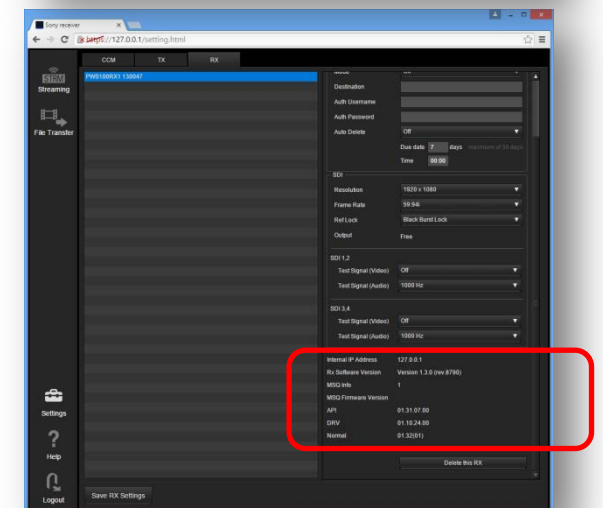 Sony receiver
https://127.0.0.1/setting.html
CCM TX RX
STRM
Streaming
File Transfer
Settings
Help
Logout
PWS100RX1 130047
Mode On
Destination
Auth Username
Auth Password
Auto Delete Off
Due date 7 days maximum of 30 days
Time 00:00
SDI
Resolution 1920 x 1080
Frame Rate 59.94i
Ref Lock Black Burst Lock
Output Free
SDI 1,2
Test Signal (Video) Off
Test Signal (Audio) 1000 Hz
SDI 3,4
Test Signal (Video) Off
Test Signal (Audio) 1000 Hz
Internal IP Address 127.0.0.1
Rx Software Version Version 1.3.0 (rev.8790)
MSQ Info 1
MSQ Firmware Version
API 01.31.07.80
DRV 01.10.24.80
Normal 01.32(01)
Delete this RX
Save RX Settings